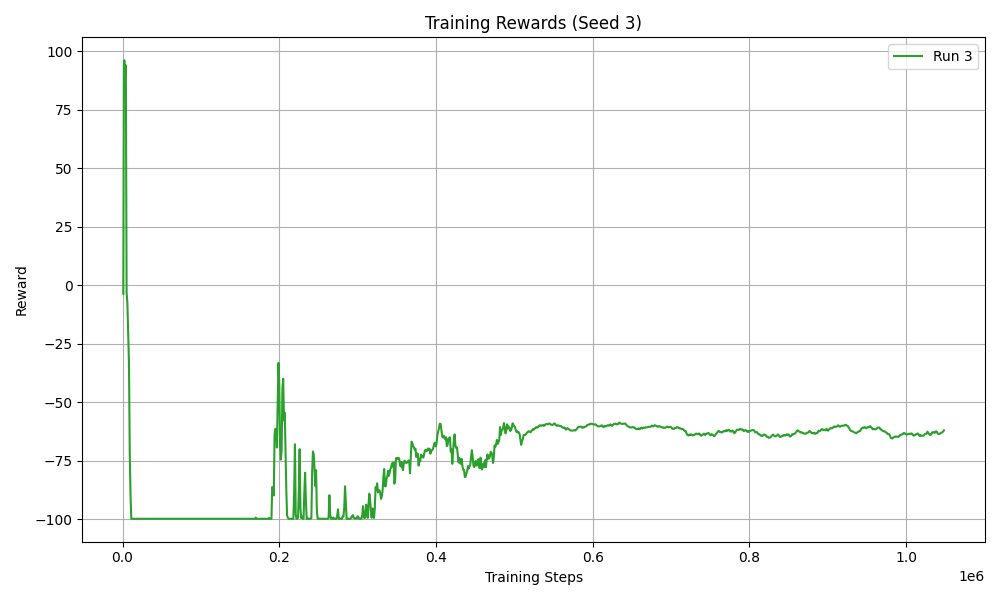 Training Rewards (Seed 3)
Run 3
Reward
100
75
50
25
0
−25
−50
−75
−100
0.0 0.2 0.4 0.6 0.8 1.0
1e6
Training Steps